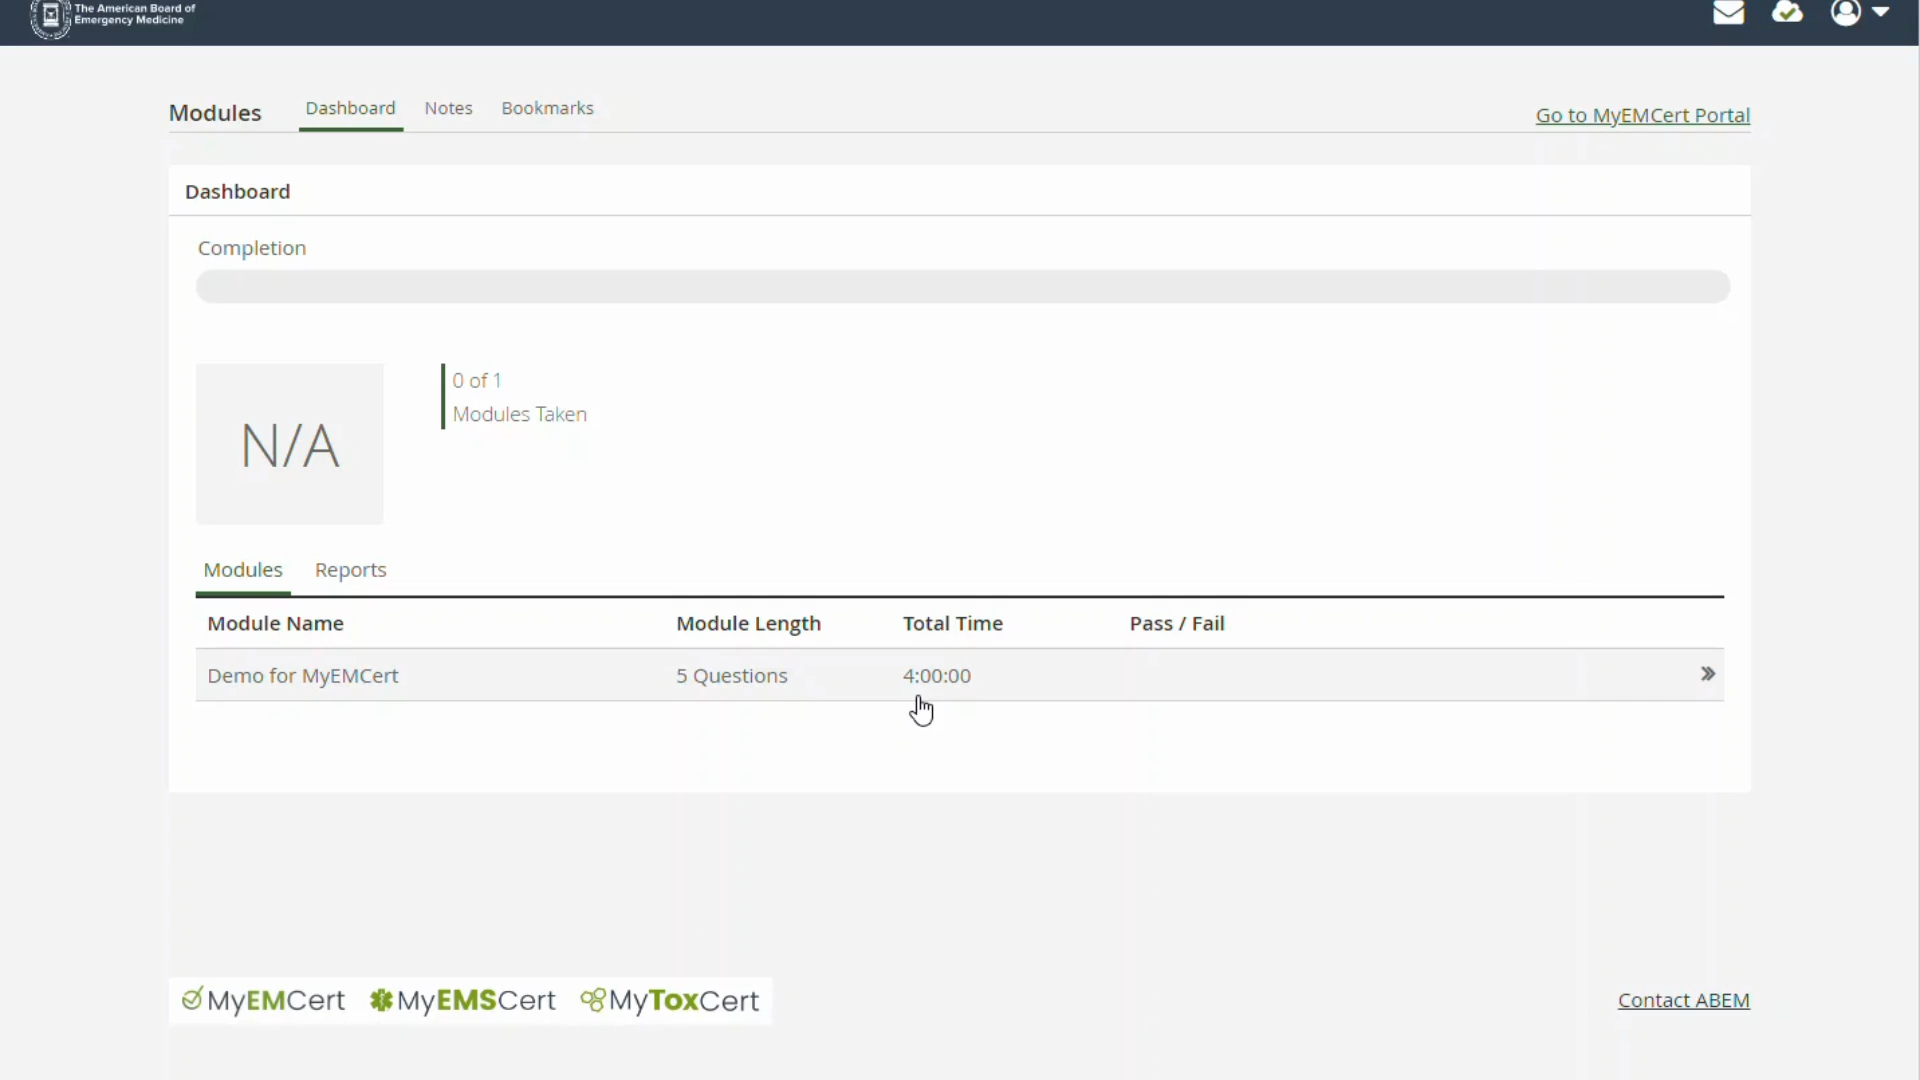 The American Board of
Emergency Medicine
Modules
Dashboard
Notes
Bookmarks
Go to MyEMCert Portal
Dashboard
Completion
N/A
0 of 1
Modules Taken
Modules
Reports
Module Name
Module Length
Total Time
Pass / Fail
Demo for MyEMCert
5 Questions
4:00:00
MyEMCert
MyEMSCert
MyToxCert
Contact ABEM